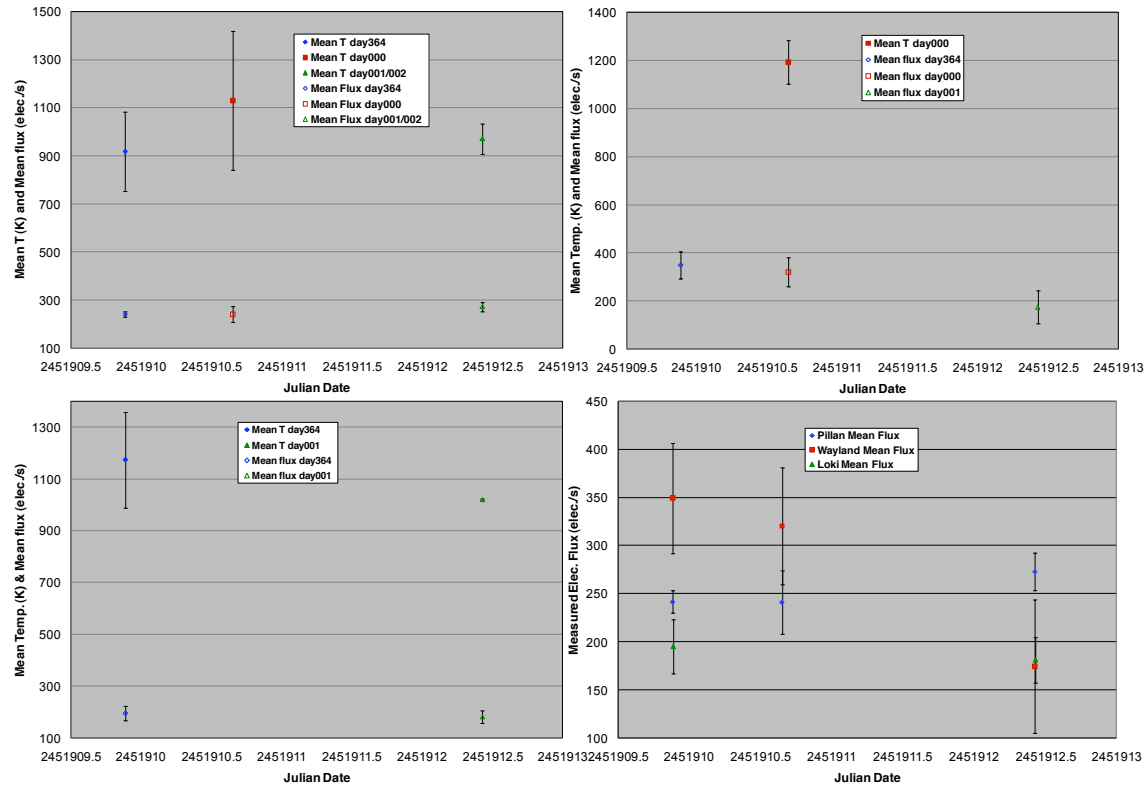 1500
1300
1100
900
700
500
300
100
Mean T (K) and Mean flux (elec./s)
Mean T day364
Mean T day000
Mean T day001/002
Mean Flux day364
Mean Flux day000
Mean Flux day001/002
2451909.5 2451910 2451910.5 2451911 2451911.5 2451912 2451912.5 2451913
Julian Date
1400
1200
1000
800
600
400
200
0
Mean Temp. (K) and Mean flux (elec./s)
Mean T day000
Mean flux day364
Mean flux day000
Mean flux day001
2451909.5 2451910 2451910.5 2451911 2451911.5 2451912 2451912.5 2451913
Julian Date
1300
1100
900
700
500
300
100
Mean Temp. (K) & Mean flux (elec./s)
Mean T day364
Mean T day001
Mean flux day364
Mean flux day001
2451909.5 2451910 2451910.5 2451911 2451911.5 2451912 2451912.5 2451913
Julian Date
450
400
350
300
250
200
150
100
Measured Elec. Flux (elec./s)
Pillan Mean Flux
Wayland Mean Flux
Loki Mean Flux
2451909.5 2451910 2451910.5 2451911 2451911.5 2451912 2451912.5 2451913
Julian Date